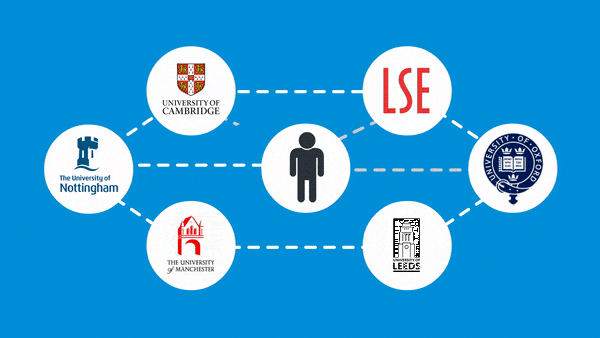 UNIVERSITY OF
CAMBRIDGE
LSE
The University of
Nottingham
UNIVERSITY · OF · OXFORD
THE UNIVERSITY
of MANCHESTER
UNIVERSITY OF
LEEDS